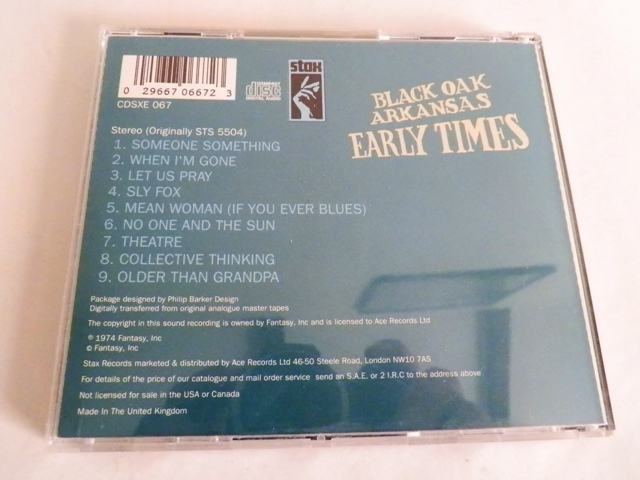 0 29667 06672 3
CDSXE 067
COMPACT
disc
DIGITAL AUDIO
stax
BLACK OAK
ARKANSAS
EARLY TIMES
Stereo (Originally STS 5504)
1. SOMEONE SOMETHING
2. WHEN I'M GONE
3. LET US PRAY
4. SLY FOX
5. MEAN WOMAN (IF YOU EVER BLUES)
6. NO ONE AND THE SUN
7. THEATRE
8. COLLECTIVE THINKING
9. OLDER THAN GRANDPA
Package designed by Philip Barker Design
Digitally transferred from original analogue master tapes
The copyright in this sound recording is owned by Fantasy, Inc and is licensed to Ace Records Ltd
℗ 1974 Fantasy, Inc
© Fantasy, Inc
Stax Records marketed & distributed by Ace Records Ltd 46-50 Steele Road, London NW10 7AS
For details of the price of our catalogue and mail order service send an S.A.E. or 2 I.R.C to the address above
Not licensed for sale in the USA or Canada
Made In The United Kingdom